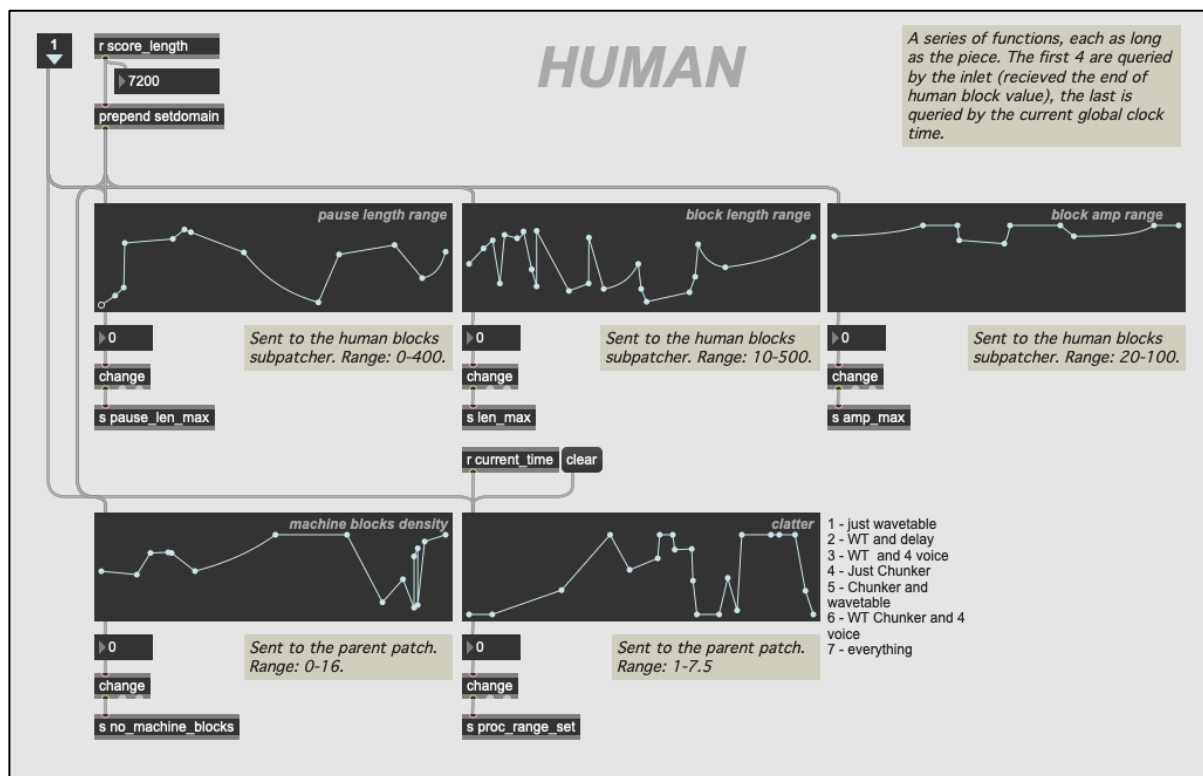 1
r score_length
7200
prepend setdomain
HUMAN
A series of functions, each as long
as the piece. The first 4 are queried
by the inlet (recieved the end of
human block value), the last is
queried by the current global clock
time.
pause length range
block length range
block amp range
0
Sent to the human blocks
subpatcher. Range: 0-400.
change
s pause_len_max
0
Sent to the human blocks
subpatcher. Range: 10-500.
change
s len_max
0
Sent to the human blocks
subpatcher. Range: 20-100.
change
s amp_max
r current_time
clear
machine blocks density
clatter
1 - just wavetable
2 - WT and delay
3 - WT  and 4 voice
4 - Just Chunker
5 - Chunker and
wavetable
6 - WT Chunker and 4
voice
7 - everything
0
Sent to the parent patch.
Range: 0-16.
change
s no_machine_blocks
0
Sent to the parent patch.
Range: 1-7.5
change
s proc_range_set